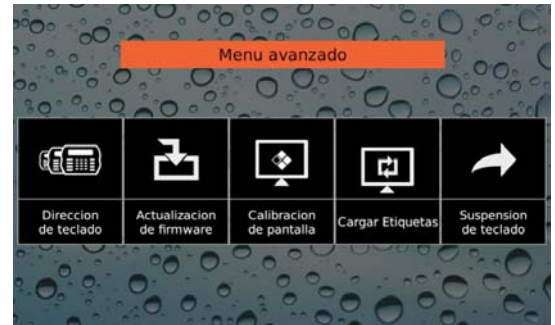 Menu avanzado
Direccion
de teclado
Actualizacion
de firmware
Calibracion
de pantalla
Cargar Etiquetas
Suspension
de teclado